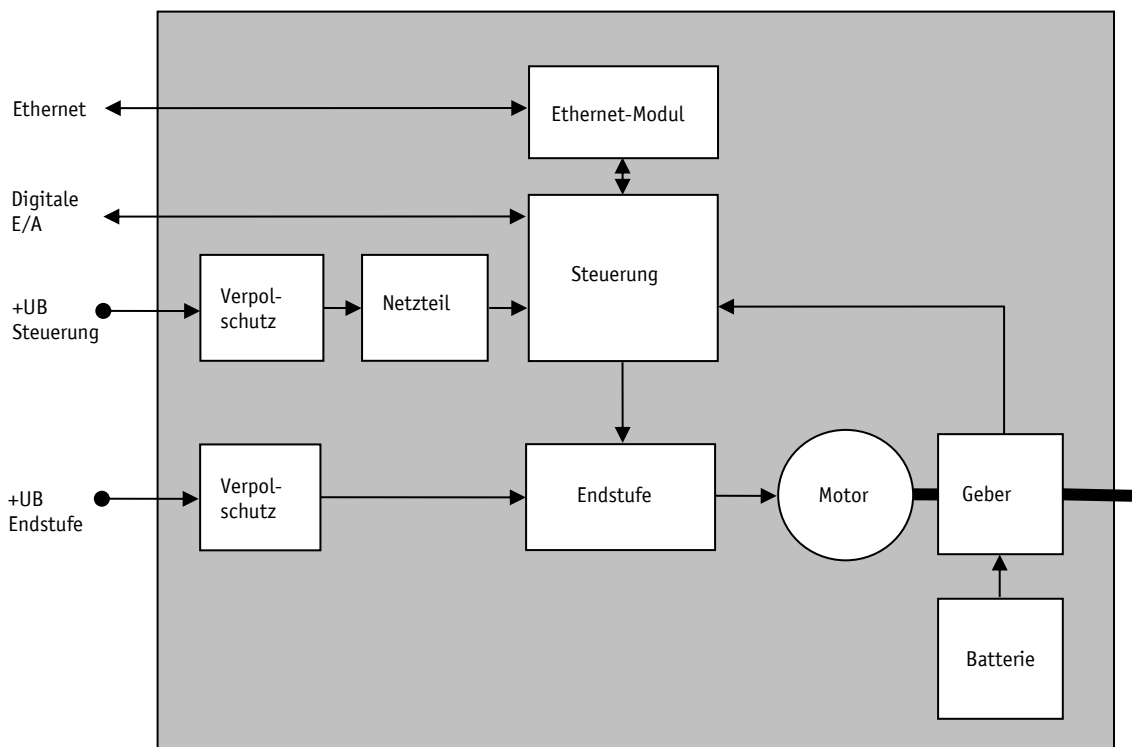 Ethernet
Ethernet-Modul
Digitale
E/A
Steuerung
+UB
Steuerung
Verpol-
schutz
Netzteil
+UB
Endstufe
Verpol-
schutz
Endstufe
Motor
Geber
Batterie